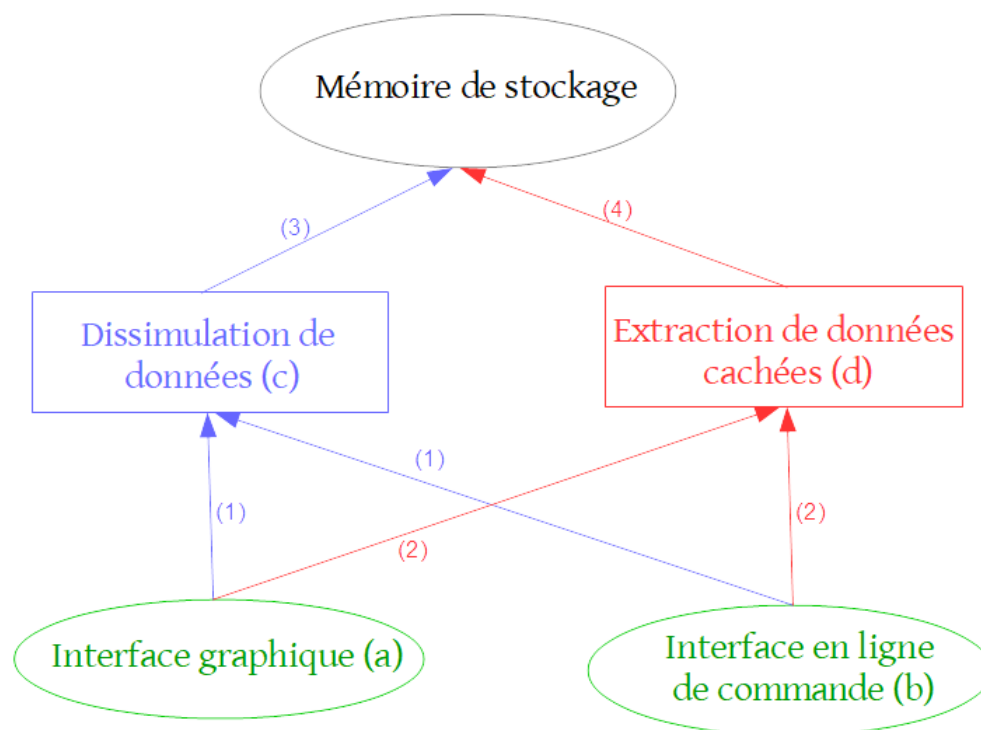 Mémoire de stockage
(3)
(4)
Dissimulation de
données (c)
Extraction de données
cachées (d)
(1)
(1)
(2)
(2)
Interface graphique (a)
Interface en ligne
de commande (b)